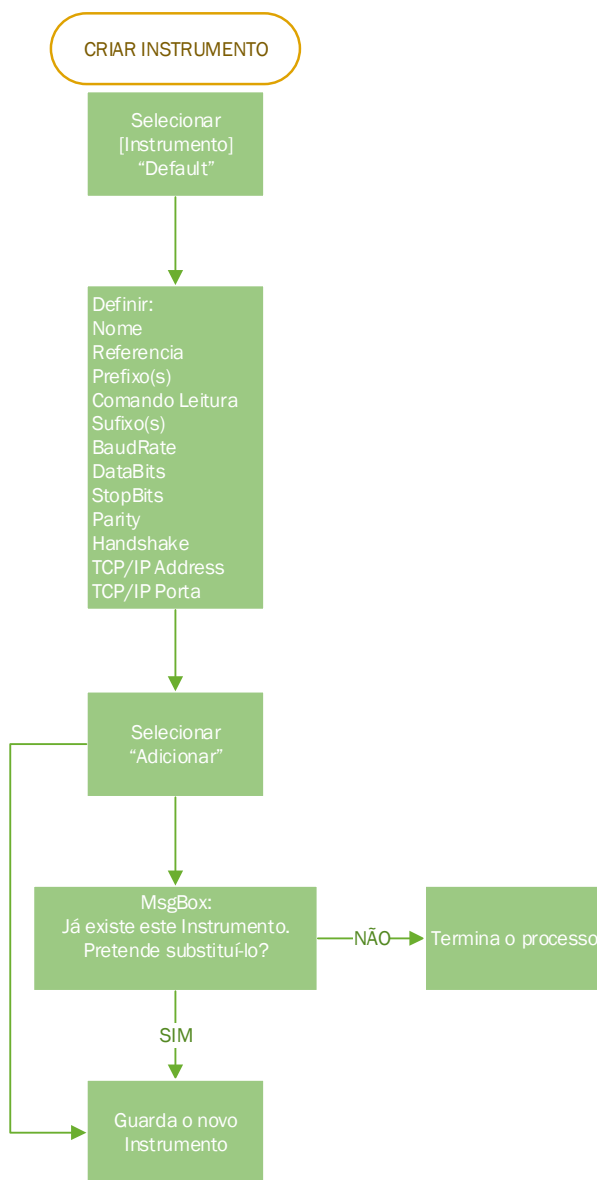 CRIAR INSTRUMENTO
Selecionar
[Instrumento]
“Default”
Definir:
Nome
Referencia
Prefixo(s)
Comando Leitura
Sufixo(s)
BaudRate
DataBits
StopBits
Parity
Handshake
TCP/IP Address
TCP/IP Porta
Selecionar
“Adicionar”
MsgBox:
Já existe este Instrumento.
Pretende substituí-lo?
NÃO
Termina o processo
SIM
Guarda o novo
Instrumento